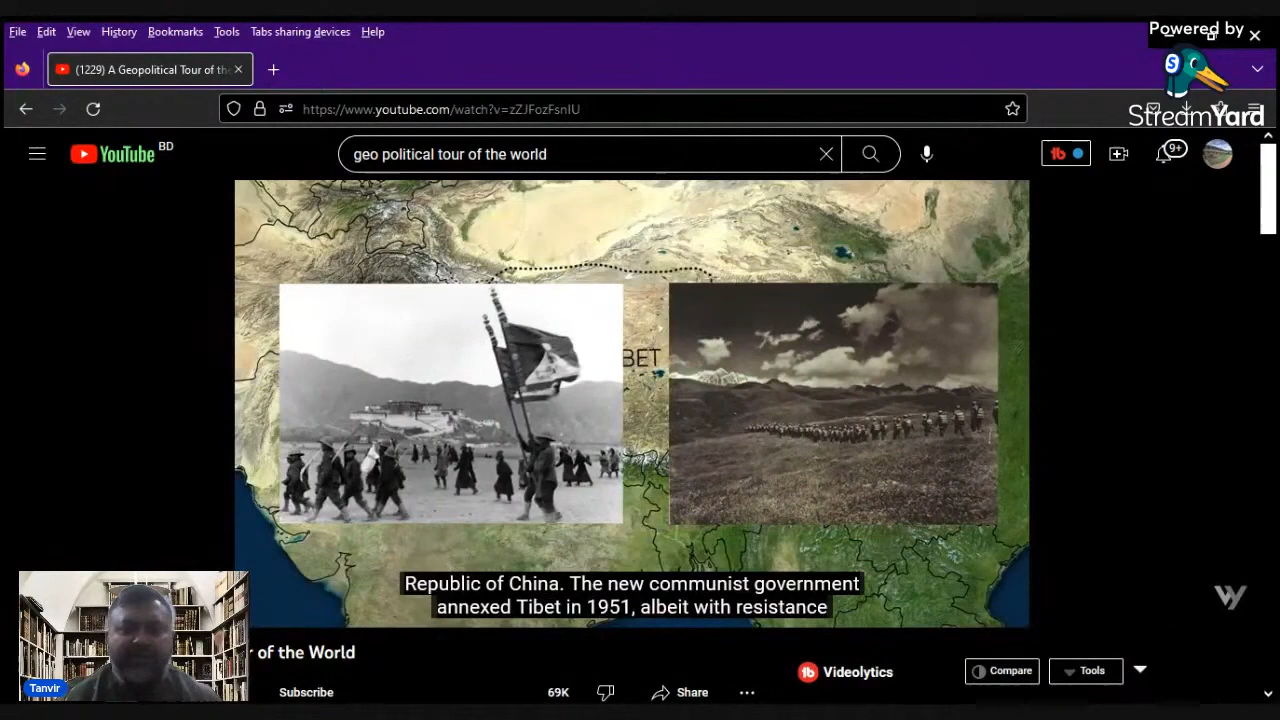 File Edit View History Bookmarks Tools Tabs sharing devices Help
Powered by
(1229) A Geopolitical Tour of the
StreamYard
https://www.youtube.com/watch?v=zZJFozFsnIU
YouTube BD
geo political tour of the world
9+
BET
Republic of China. The new communist government
annexed Tibet in 1951, albeit with resistance
of the World
Videolytics
Compare
Tools
Tanvir
Subscribe
69K
Share